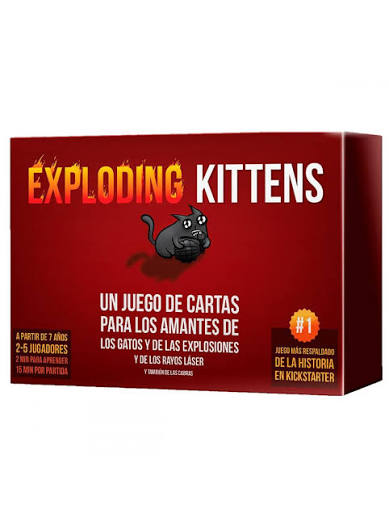 EXPLODING KITTENS
UN JUEGO DE CARTAS
PARA LOS AMANTES DE
LOS GATOS Y DE LAS EXPLOSIONES
Y DE LOS RAYOS LÁSER
Y TAMBIÉN DE LAS CABRAS
A PARTIR DE 7 AÑOS
2-5 JUGADORES
2 MIN PARA APRENDER
15 MIN POR PARTIDA
#1
JUEGO MÁS RESPALDADO
DE LA HISTORIA
EN KICKSTARTER